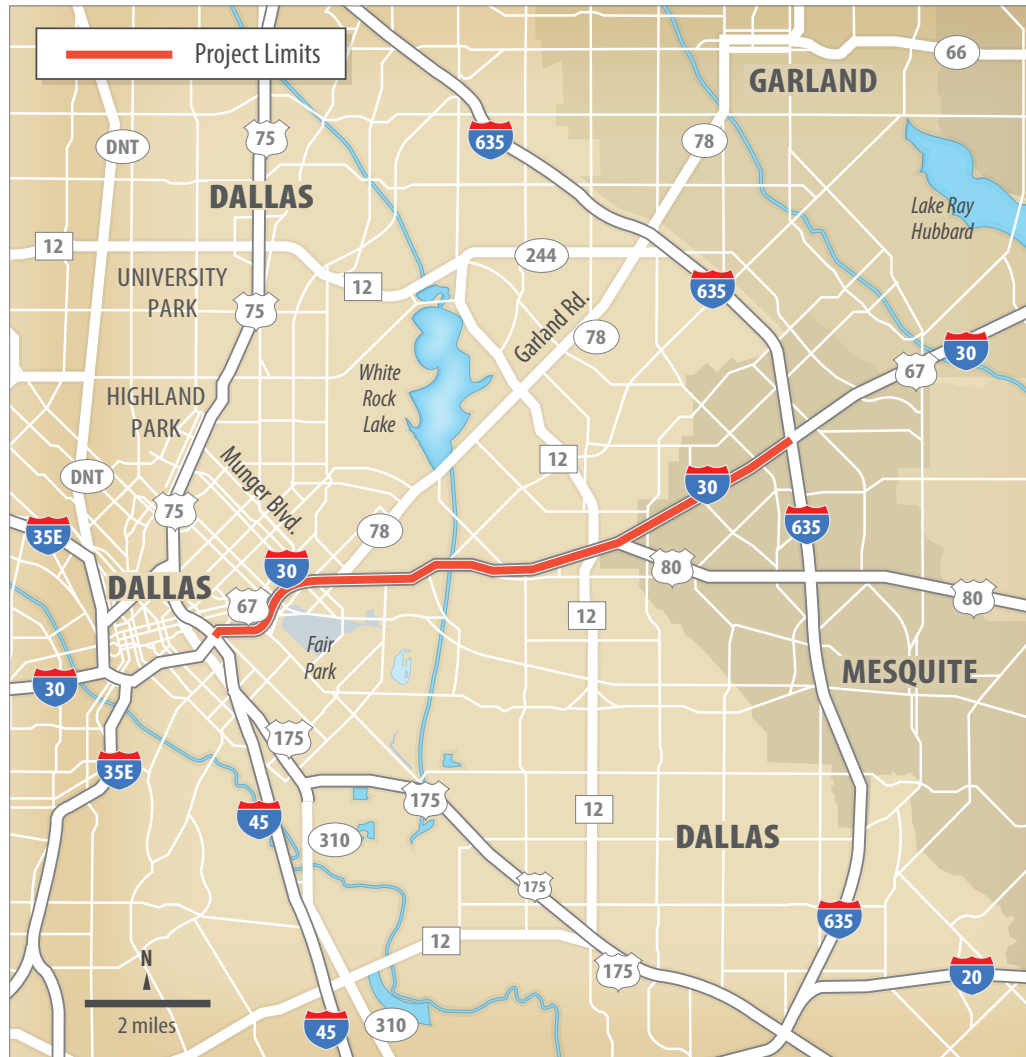 Project Limits
66
GARLAND
75
635
78
DNT
DALLAS
Lake Ray
Hubbard
12
244
UNIVERSITY
PARK
12
635
75
Garland Rd.
78
30
White
Rock
Lake
67
HIGHLAND
PARK
Munger Blvd.
12
DNT
30
75
635
35E
78
30
80
DALLAS
67
80
12
Fair
Park
MESQUITE
30
175
35E
175
12
45
310
DALLAS
175
635
12
N
175
20
2 miles
45
310